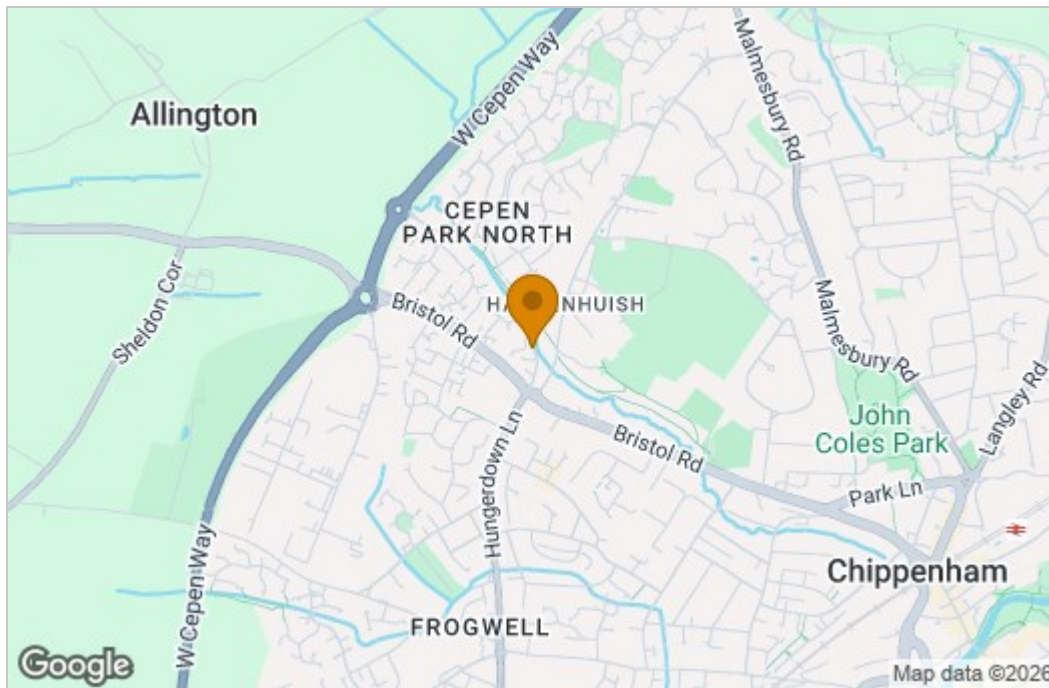 Allington
W Cepen Way
Malmesbury Rd
CEPEN
PARK NORTH
Sheldon Cor
Bristol Rd
Malmesbury Rd
Langley Rd
John
Coles Park
Hungerdown Ln
Bristol Rd
Park Ln
W Cepen Way
Chippenham
FROGWELL
Google
Map data ©2026